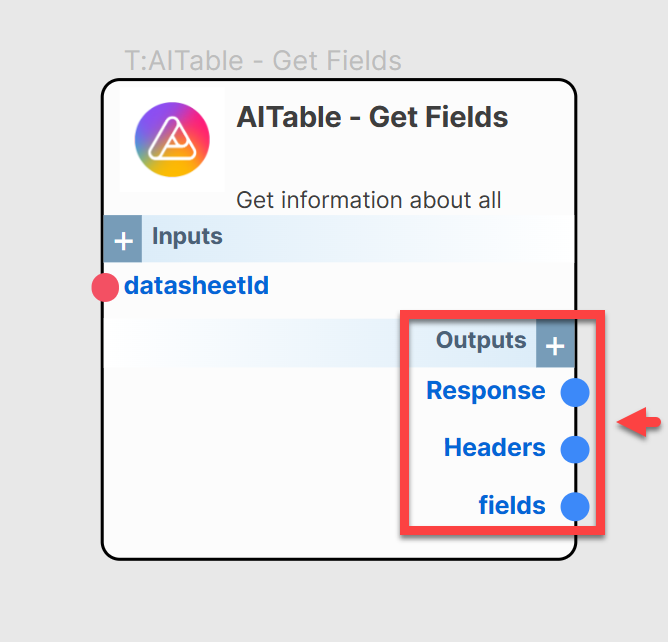 T:AITable - Get Fields
AITable - Get Fields
Get information about all
+ Inputs
datasheetId
Outputs +
Response
Headers
fields